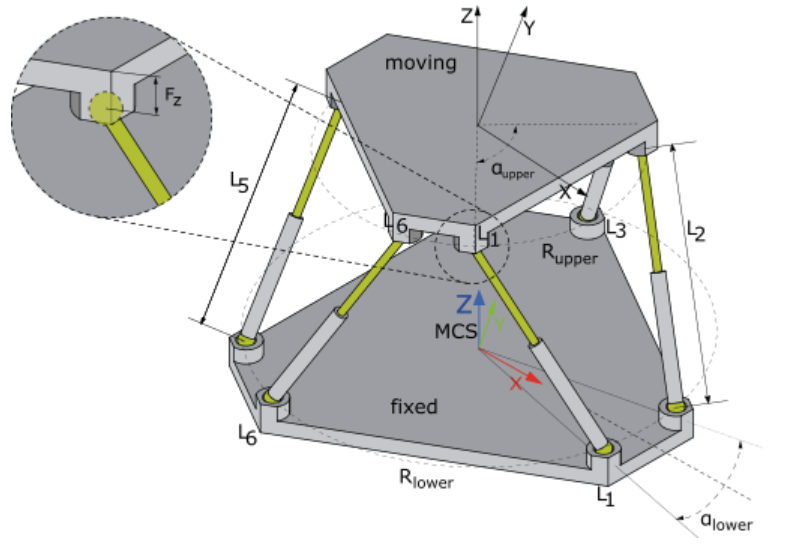 Z
Y
moving
Fz
αupper
X
L5
L6
L1
L3
L2
Rupper
Z
Y
MCS
X
fixed
L6
Rlower
L1
αlower